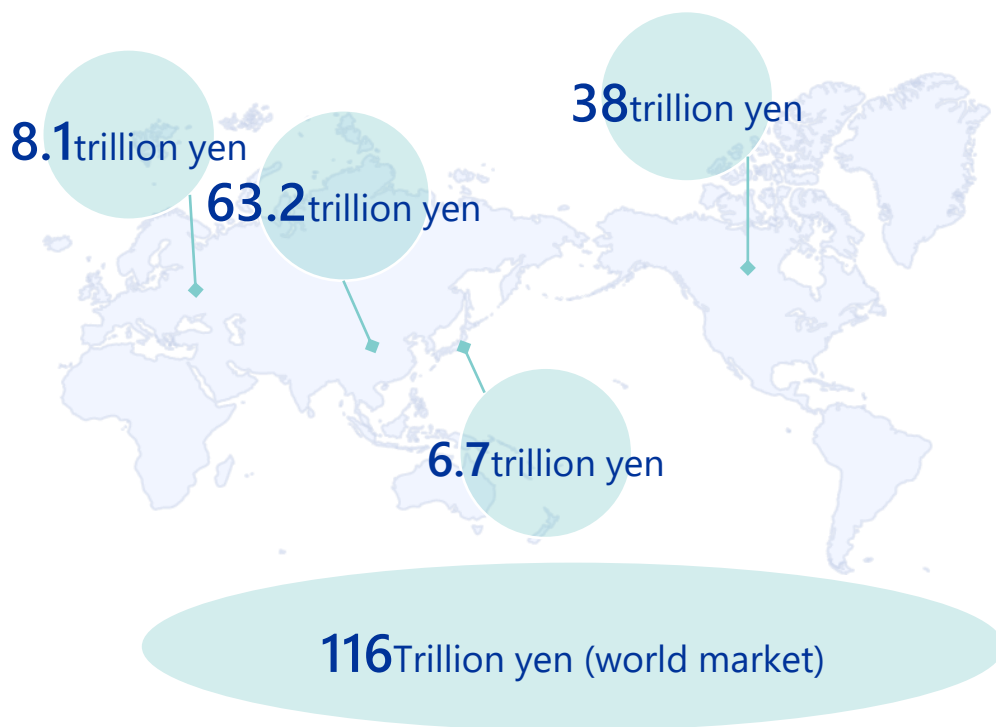 38trillion yen
8.1trillion yen
63.2trillion yen
6.7trillion yen
116Trillion yen (world market)